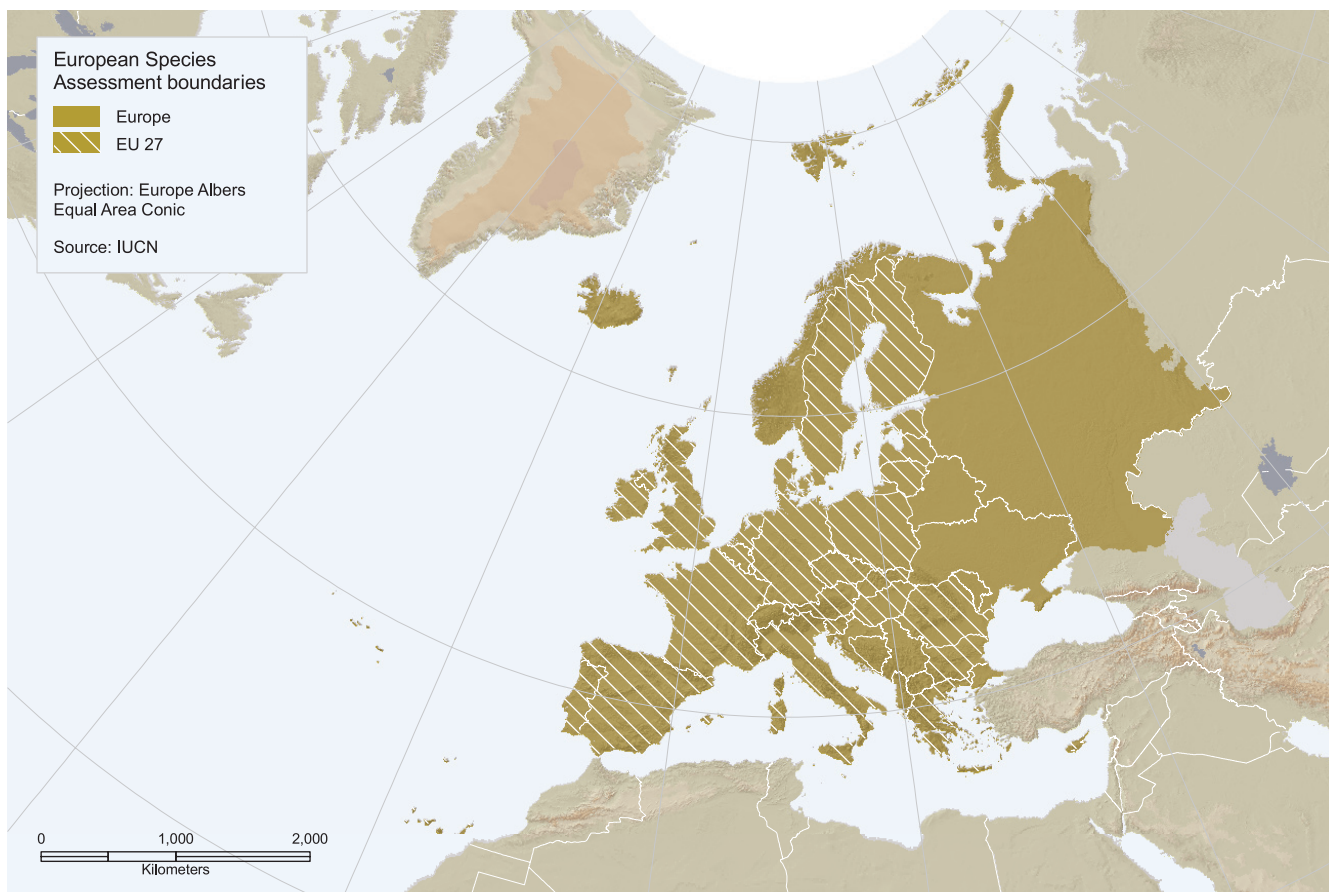 European Species
Assessment boundaries
Europe
EU 27
Projection: Europe Albers
Equal Area Conic
Source: IUCN
0 1,000 2,000
Kilometers